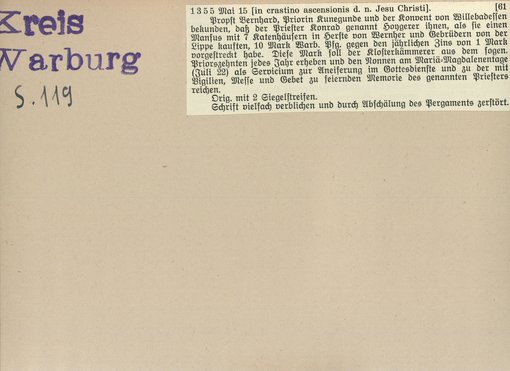 Kreis
Warburg
S. 119
1355 Mai 15 [in crastino ascensionis d. n. Jesu Christi]. [61
Propst Bernhard, Priorin Kunegunde und der Konvent von Willebadessen
bekunden, daß der Priester Konrad genannt Hoygerer ihnen, als sie einen
Mansus mit 7 Katenhäusern in Herste von Wernher und Gebrüdern von der
Lippe kauften, 10 Mark Warb. Pfg. gegen den jährlichen Zins von 1 Mark
vorgestreckt habe. Diese Mark soll der Klosterkämmerer aus dem sogen.
Priorszehnten jedes Jahr erheben und den Nonnen am Mariä-Magdalenentage
(Juli 22) als Servicium zur Aneiferung im Gottesdienste und zu der mit
Vigilien, Messe und Gebet zu feiernden Memorie des genannten Priesters
reichen.
Orig. mit 2 Siegelstreifen.
Schrift vielfach verblichen und durch Abschälung des Pergaments zerstört.